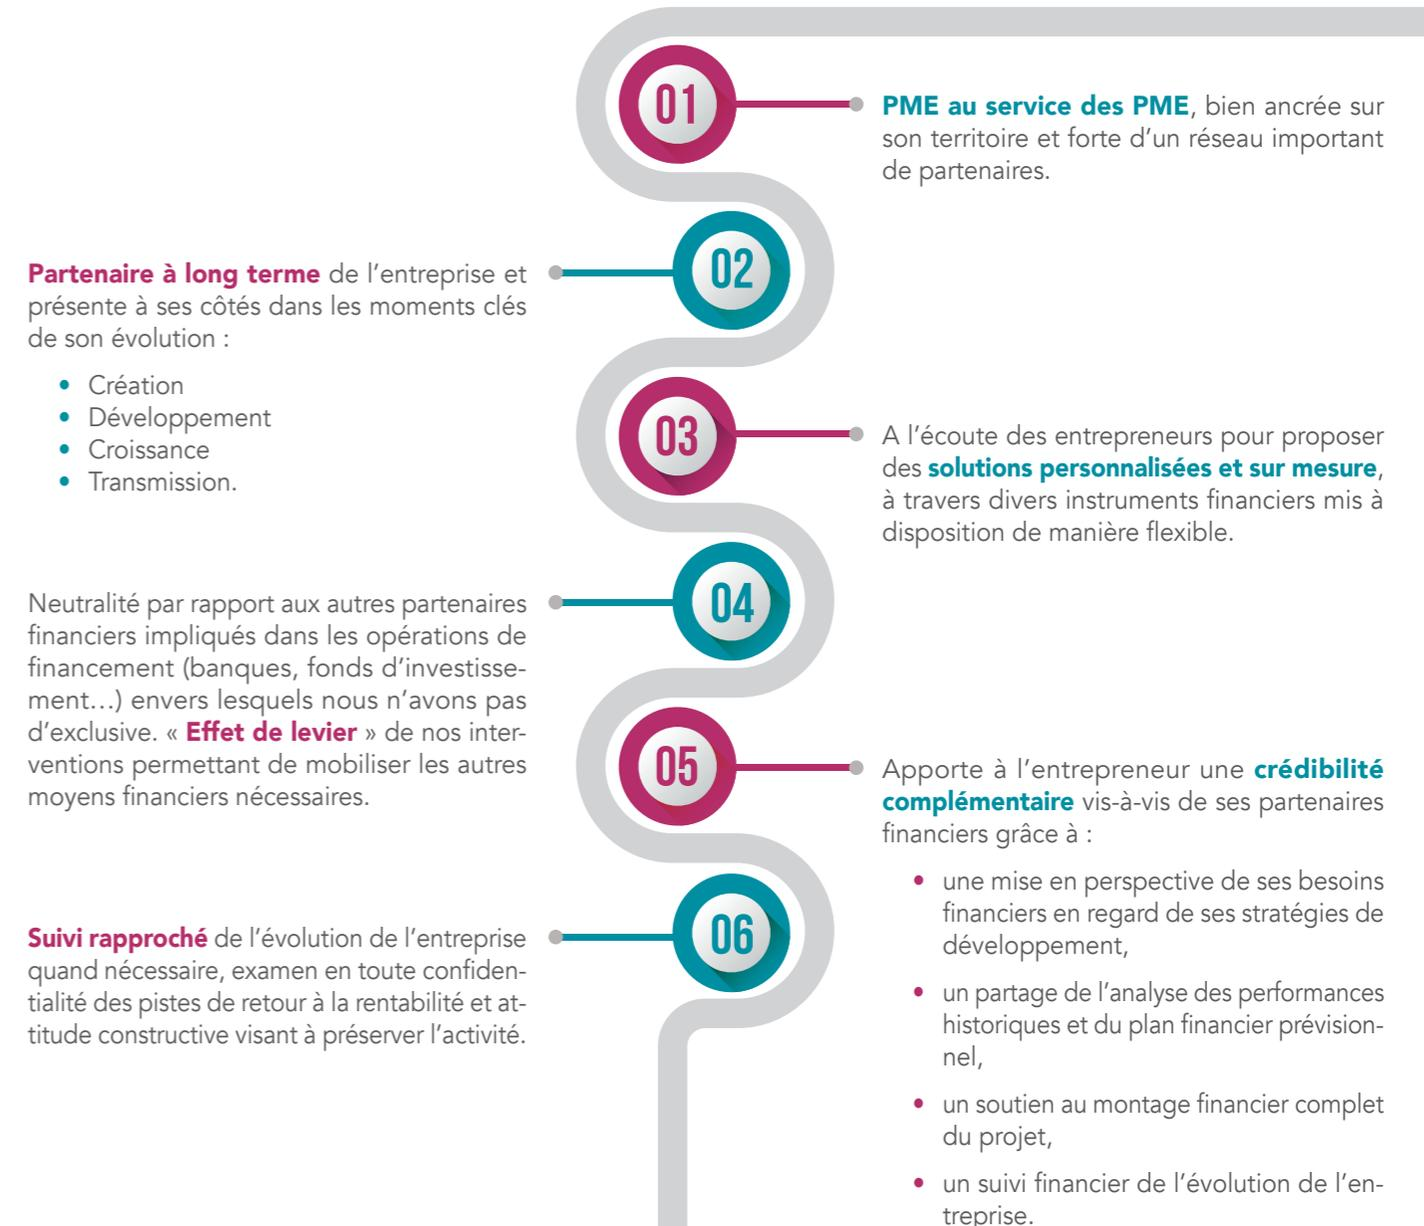 01
PME au service des PME, bien ancrée sur
son territoire et forte d'un réseau important
de partenaires.
02
Partenaire à long terme de l'entreprise et
présente à ses côtés dans les moments clés
de son évolution :
• Création
• Développement
• Croissance
• Transmission.
03
A l'écoute des entrepreneurs pour proposer
des solutions personnalisées et sur mesure,
à travers divers instruments financiers mis à
disposition de manière flexible.
04
Neutralité par rapport aux autres partenaires
financiers impliqués dans les opérations de
financement (banques, fonds d'investisse-
ment…) envers lesquels nous n'avons pas
d'exclusive. « Effet de levier » de nos inter-
ventions permettant de mobiliser les autres
moyens financiers nécessaires.
05
Apporte à l'entrepreneur une crédibilité
complémentaire vis-à-vis de ses partenaires
financiers grâce à :
• une mise en perspective de ses besoins
financiers en regard de ses stratégies de
développement,
• un partage de l'analyse des performances
historiques et du plan financier prévision-
nel,
• un soutien au montage financier complet
du projet,
• un suivi financier de l'évolution de l'en-
treprise.
06
Suivi rapproché de l'évolution de l'entreprise
quand nécessaire, examen en toute confiden-
tialité des pistes de retour à la rentabilité et at-
titude constructive visant à préserver l'activité.